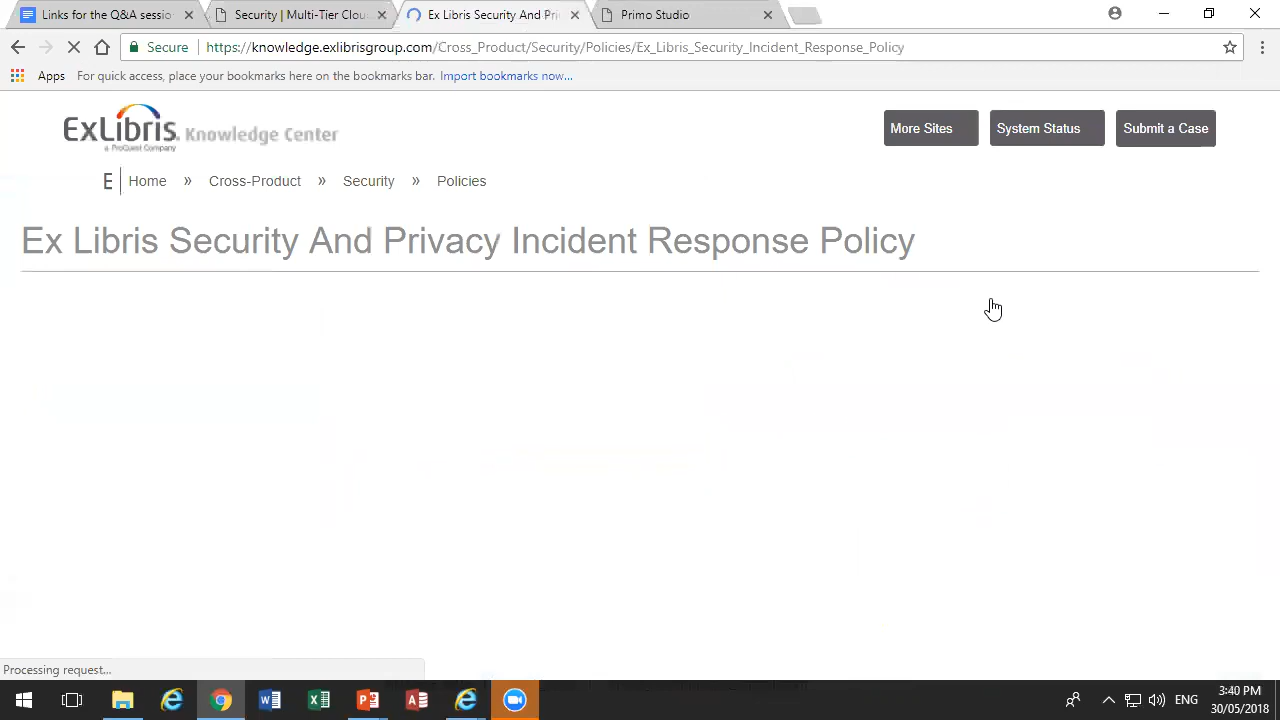 Links for the Q&A sessio
Security | Multi-Tier Clou
Ex Libris Security And Pri
Primo Studio
Secure
https://knowledge.exlibrisgroup.com/Cross_Product/Security/Policies/Ex_Libris_Security_Incident_Response_Policy
Apps
For quick access, place your bookmarks here on the bookmarks bar. Import bookmarks now...
ExLibris Knowledge Center
a ProQuest Company
More Sites
System Status
Submit a Case
E
Home » Cross-Product » Security » Policies
Ex Libris Security And Privacy Incident Response Policy
Processing request...
ENG
3:40 PM
30/05/2018